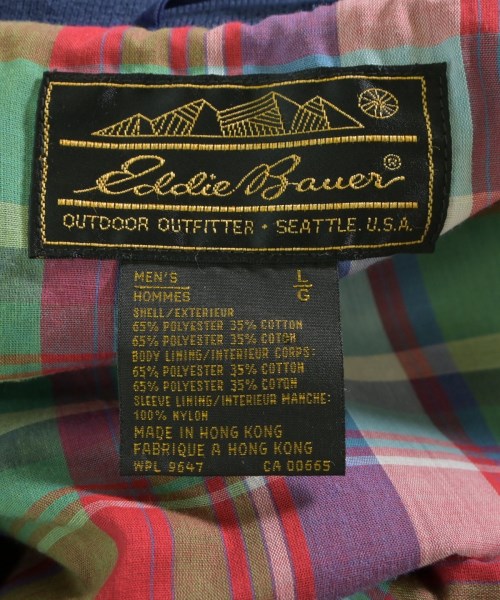 Eddie Bauer®
OUTDOOR OUTFITTER • SEATTLE, U.S.A.
MEN'S L
HOMMES G
SHELL/EXTERIEUR
65% POLYESTER 35% COTTON
65% POLYESTER 35% COTON
BODY LINING/INTERIEUR CORPS:
65% POLYESTER 35% COTTON
65% POLYESTER 35% COTON
SLEEVE LINING/INTERIEUR MANCHE:
100% NYLON
MADE IN HONG KONG
FABRIQUE A HONG KONG
WPL 9647 CA 00665